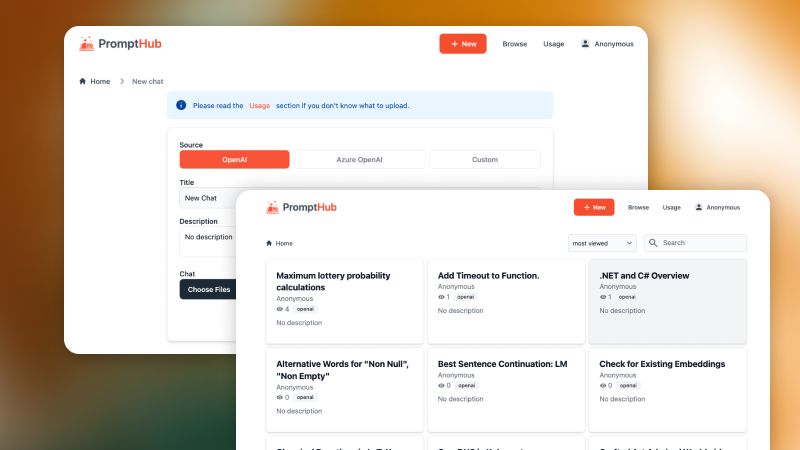 PromptHub
New
Browse
Usage
Anonymous
Home
New chat
Please read the Usage section if you don't know what to upload.
Source
OpenAI
Azure OpenAI
Custom
Title
New Chat
Description
No description
Chat
Choose Files
PromptHub
New
Browse
Usage
Anonymous
Home
most viewed
Search
Maximum lottery probability
calculations
Anonymous
4 openai
No description
Add Timeout to Function.
Anonymous
1 openai
No description
.NET and C# Overview
Anonymous
1 openai
No description
Alternative Words for "Non Null",
"Non Empty"
Anonymous
0 openai
No description
Best Sentence Continuation: LM
Anonymous
0 openai
No description
Check for Existing Embeddings
Anonymous
0 openai
No description